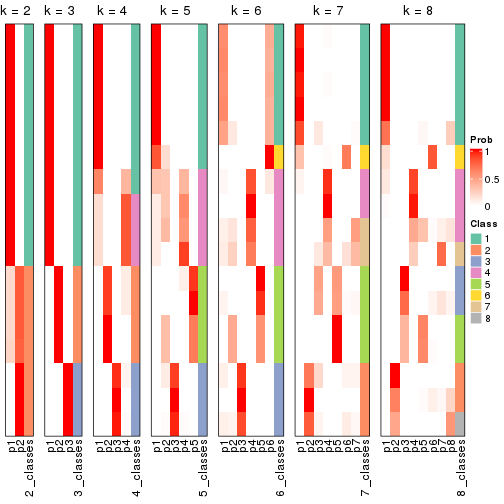 k = 2 k = 3 k = 4 k = 5 k = 6 k = 7 k = 8
Prob
1
0.5
0
Class
1
2
3
4
5
6
7
8
p1 p2 2_classes
p1 p2 p3 3_classes
p1 p2 p3 p4 4_classes
p1 p2 p3 p4 p5 5_classes
p1 p2 p3 p4 p5 p6 6_classes
p1 p2 p3 p4 p5 p6 p7 7_classes
p1 p2 p3 p4 p5 p6 p7 p8 8_classes